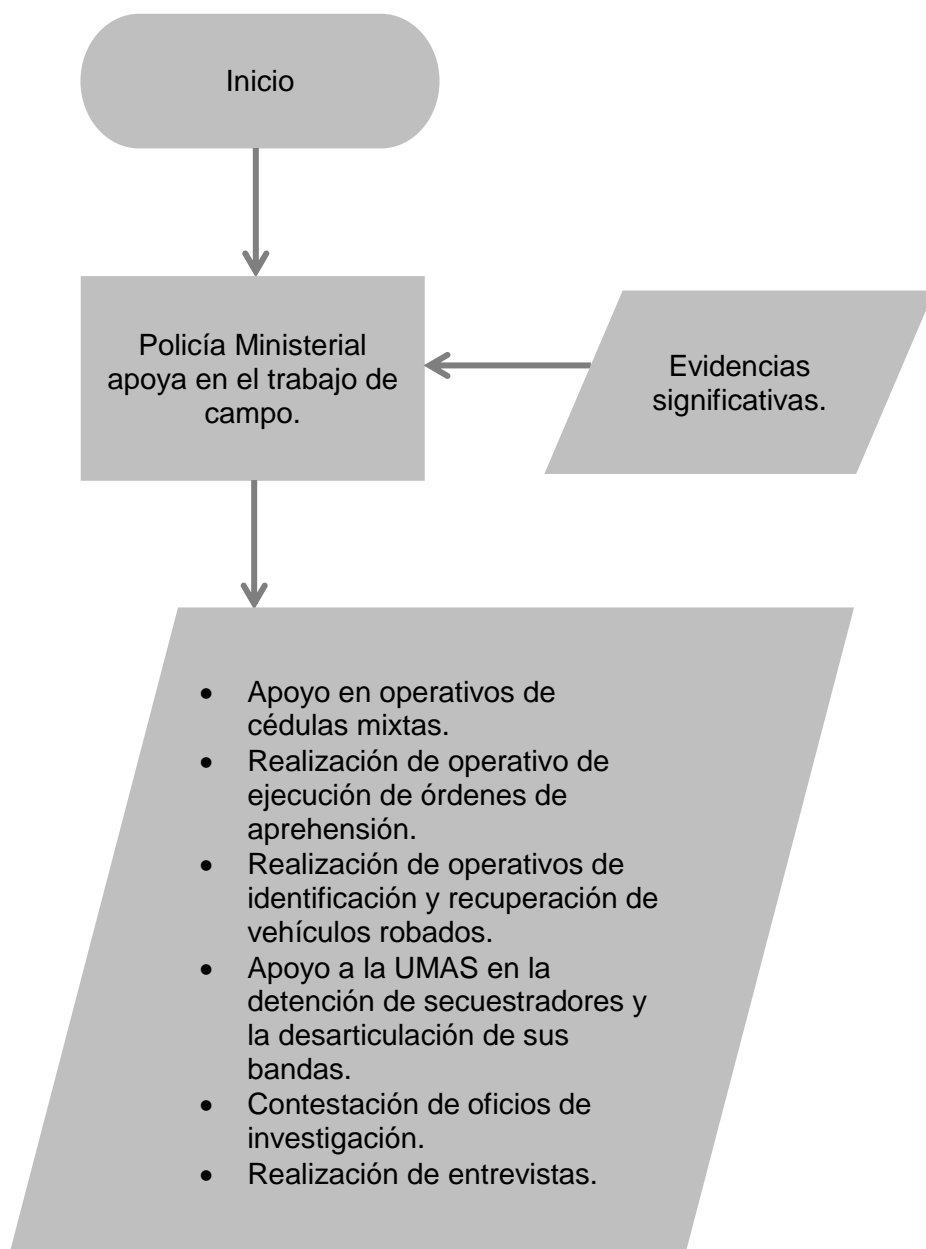 Inicio
Policía Ministerial
apoya en el trabajo de
campo.
Evidencias
significativas.
• Apoyo en operativos de
cédulas mixtas.
• Realización de operativo de
ejecución de órdenes de
aprehensión.
• Realización de operativos de
identificación y recuperación de
vehículos robados.
• Apoyo a la UMAS en la
detención de secuestradores y
la desarticulación de sus
bandas.
• Contestación de oficios de
investigación.
• Realización de entrevistas.